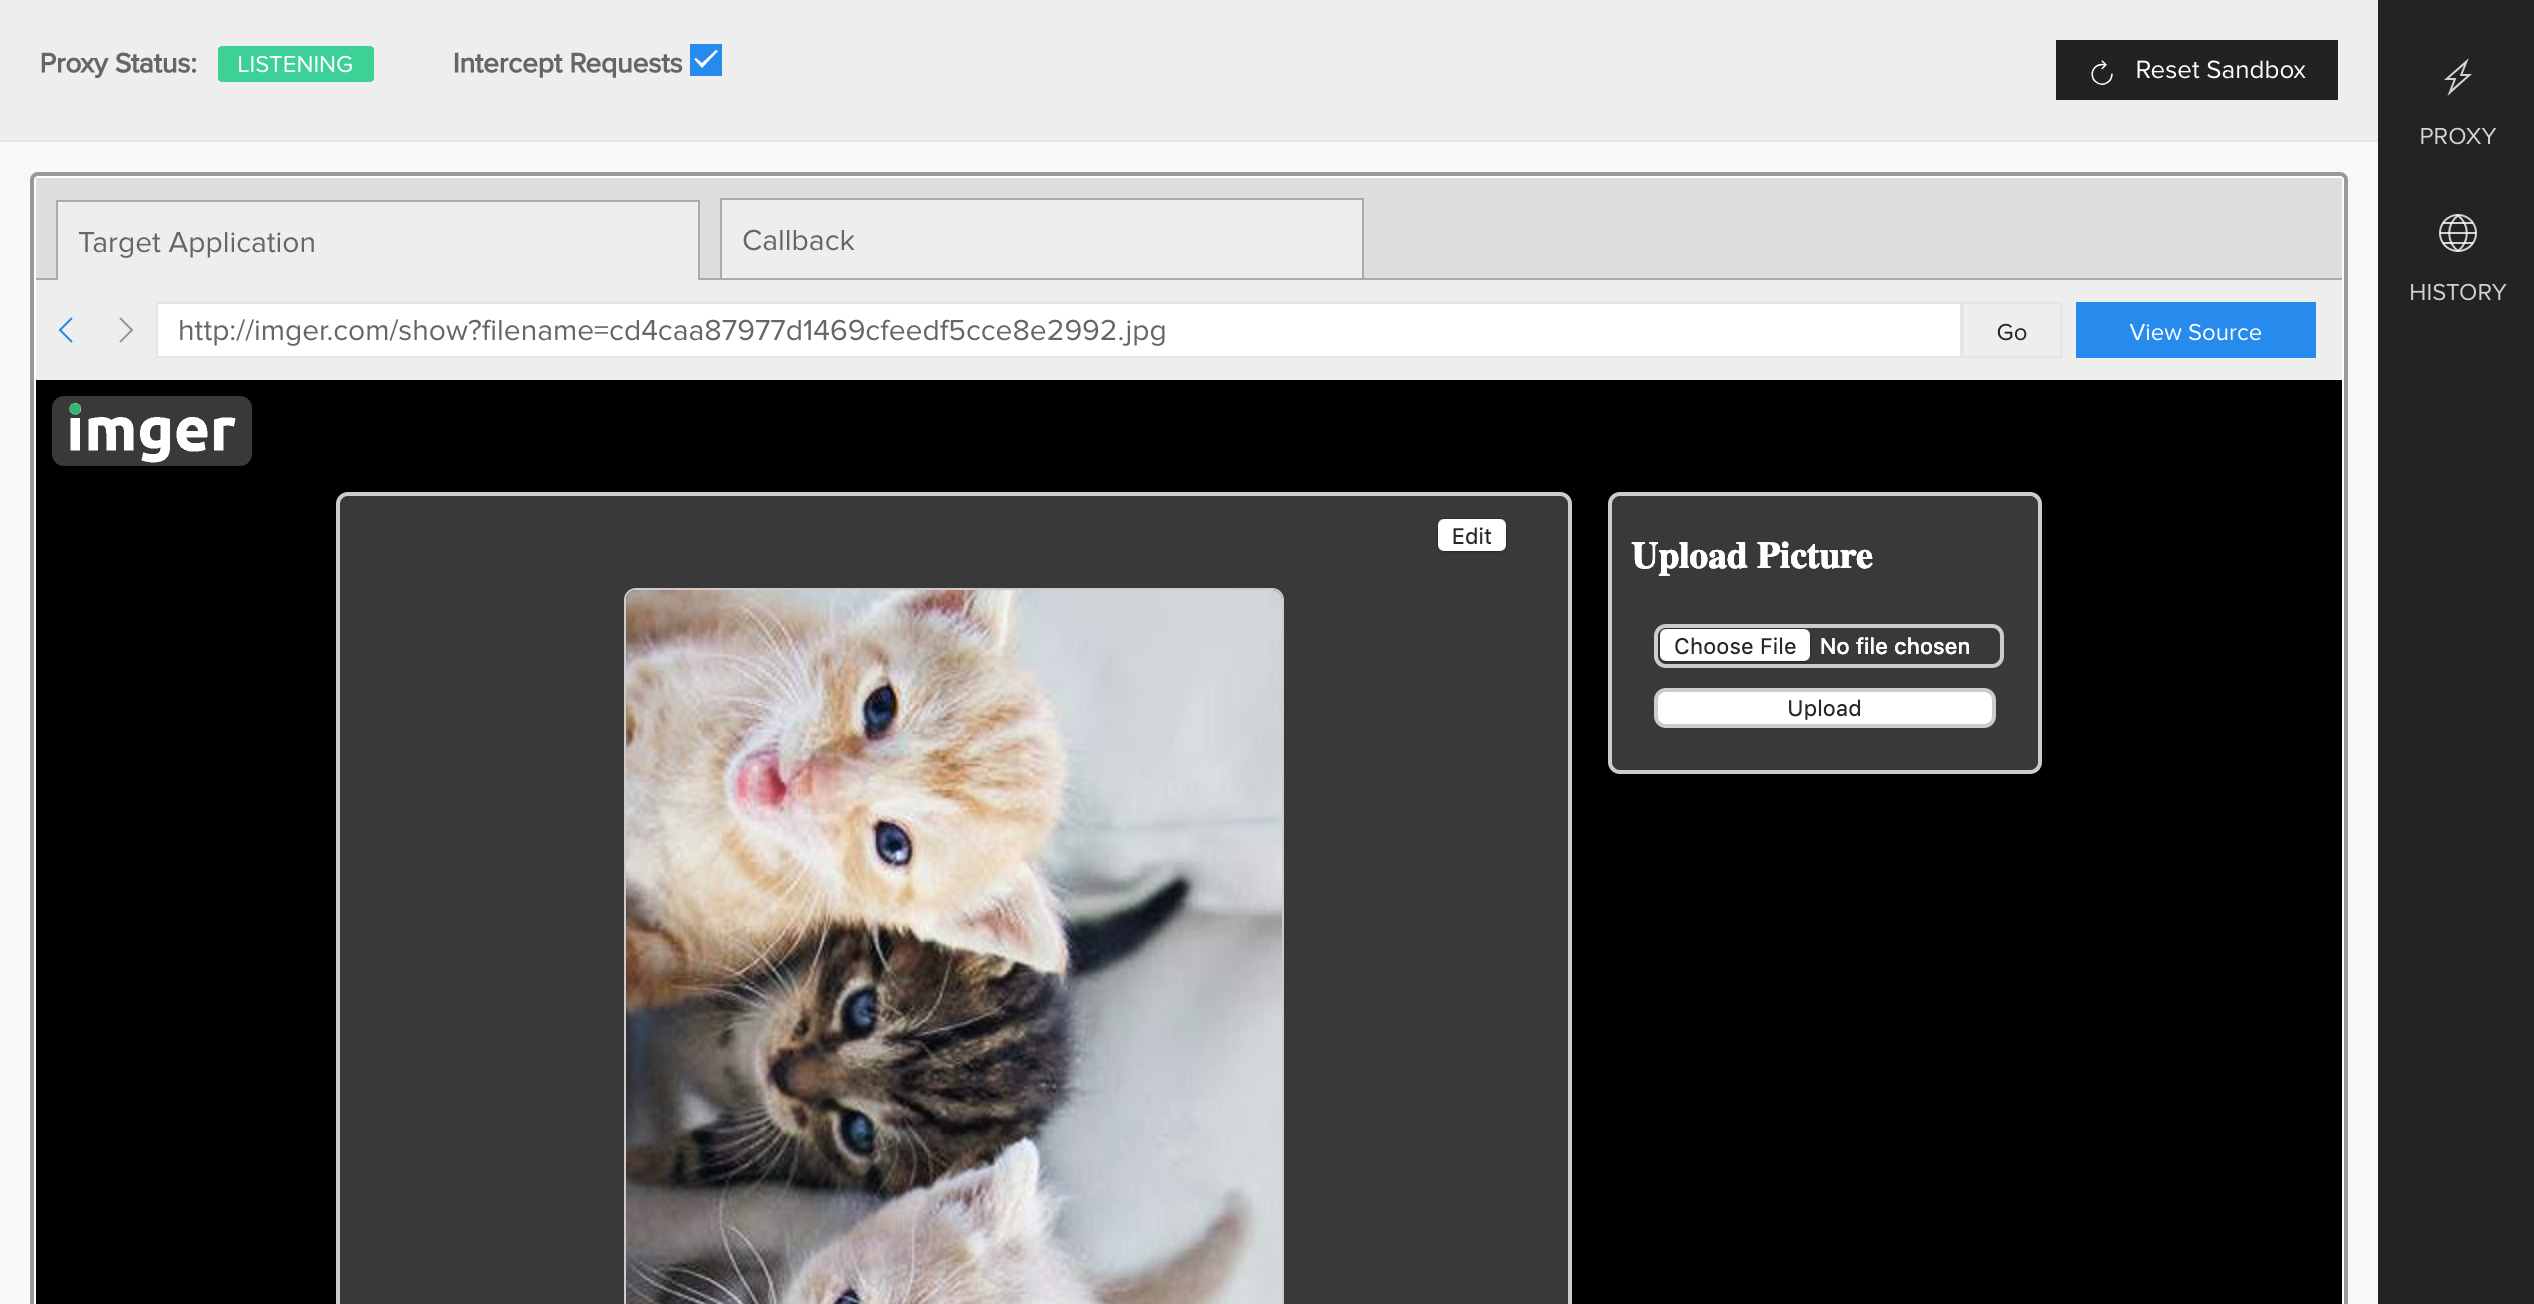 Proxy Status: LISTENING Intercept Requests Reset Sandbox
PROXY
HISTORY
Target Application Callback
http://imger.com/show?filename=cd4caa87977d1469cfeedf5cce8e2992.jpg Go View Source
imger
Edit
Upload Picture
Choose File No file chosen
Upload